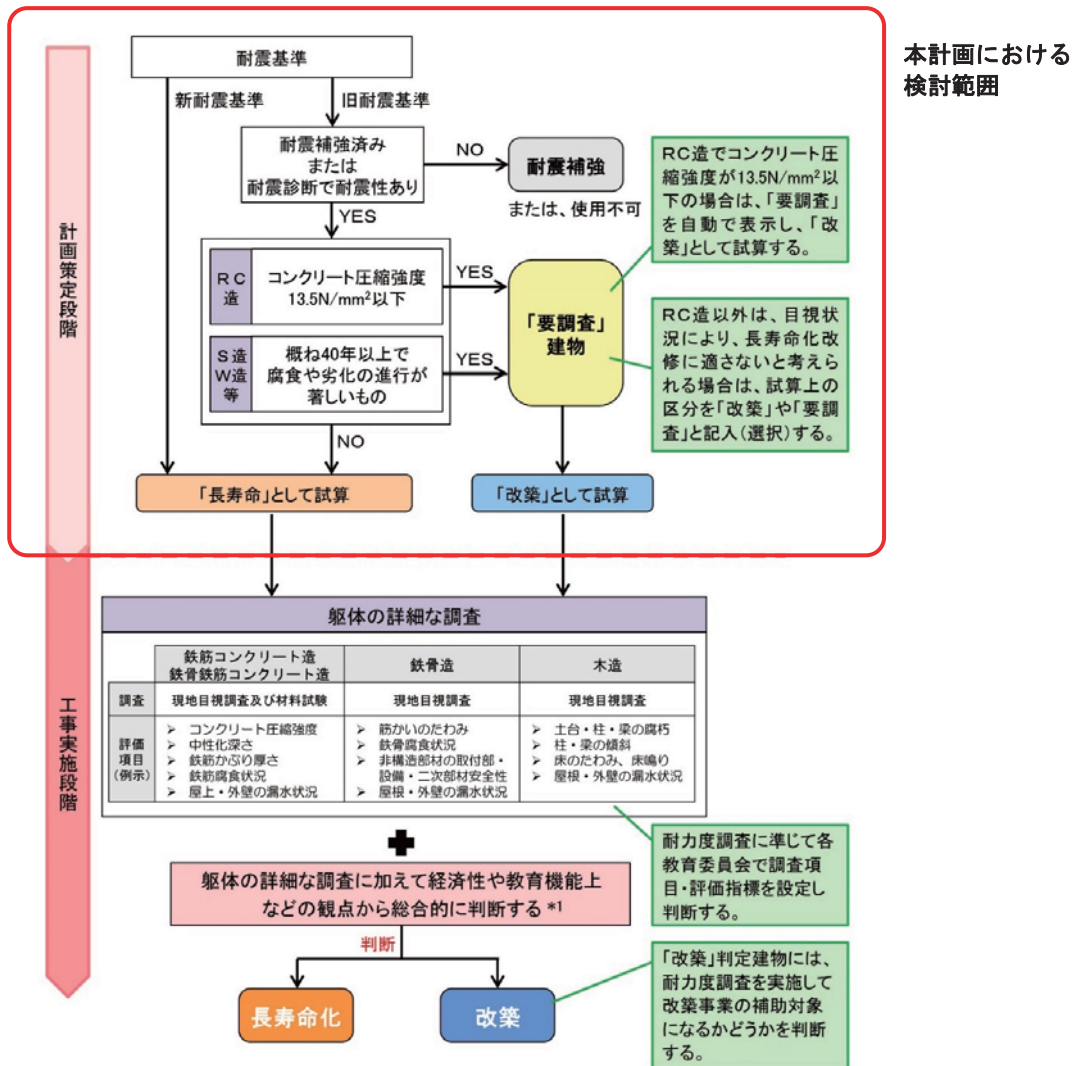 本計画における
検討範囲
計画策定段階
耐震基準
新耐震基準
旧耐震基準
耐震補強済み
または
耐震診断で耐震性あり
NO
耐震補強
または、使用不可
YES
RC
造
コンクリート圧縮強度
13.5N/mm²以下
YES
S造
W造
等
概ね40年以上で
腐食や劣化の進行が
著しいもの
YES
「要調査」
建物
NO
「長寿命」として試算
「改築」として試算
RC造でコンクリート圧
縮強度が13.5N/mm²以
下の場合は、「要調査」
を自動で表示し、「改
築」として試算する。
RC造以外は、目視状
況により、長寿命化改
修に適さないと考えら
れる場合は、試算上の
区分を「改築」や「要調
査」と記入(選択)する。
工事実施段階
躯体の詳細な調査
鉄筋コンクリート造
鉄骨鉄筋コンクリート造
鉄骨造
木造
調査
現地目視調査及び材料試験
現地目視調査
現地目視調査
評価
項目
(例示)
➢ コンクリート圧縮強度
➢ 中性化深さ
➢ 鉄筋かぶり厚さ
➢ 鉄筋腐食状況
➢ 屋上・外壁の漏水状況
➢ 筋かいのたわみ
➢ 鉄骨腐食状況
➢ 非構造部材の取付部・
設備・二次部材安全性
➢ 屋根・外壁の漏水状況
➢ 土台・柱・梁の腐朽
➢ 柱・梁の傾斜
➢ 床のたわみ、床鳴り
➢ 屋根・外壁の漏水状況
耐力度調査に準じて各
教育委員会で調査項
目・評価指標を設定し
判断する。
躯体の詳細な調査に加えて経済性や教育機能上
などの観点から総合的に判断する *1
判断
長寿命化
改築
「改築」判定建物には、
耐力度調査を実施して
改築事業の補助対象
になるかどうかを判断
する。